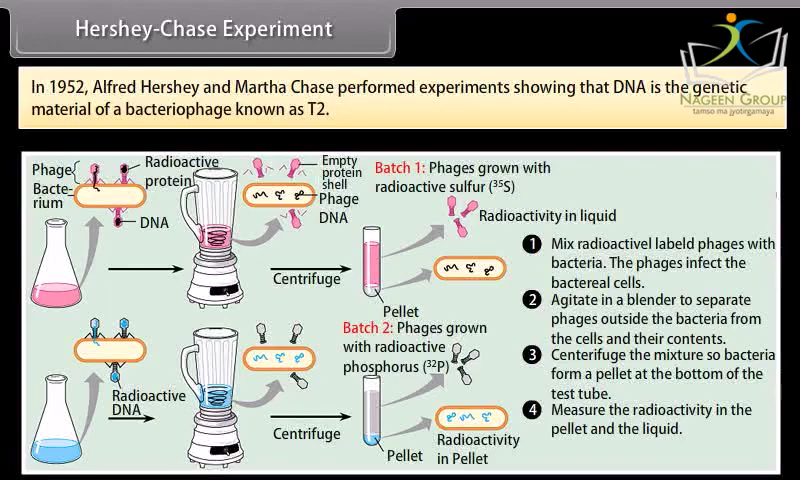 Hershey-Chase Experiment
NAGEEN GROUP
tamso ma jyotirgamaya
In 1952, Alfred Hershey and Martha Chase performed experiments showing that DNA is the genetic
material of a bacteriophage known as T2.
Phage
Bacte-
rium
Radioactive
protein
DNA
Empty
protein
shell
Phage
DNA
Batch 1: Phages grown with
radioactive sulfur (³⁵S)
Radioactivity in liquid
Centrifuge
Pellet
Batch 2: Phages grown
with radioactive
phosphorus (³²P)
Radioactive
DNA
Centrifuge
Pellet
Radioactivity
in Pellet
1 Mix radioactivel labeld phages with
bacteria. The phages infect the
bactereal cells.
2 Agitate in a blender to separate
phages outside the bacteria from
the cells and their contents.
3 Centerifuge the mixture so bacteria
form a pellet at the bottom of the
test tube.
4 Measure the radioactivity in the
pellet and the liquid.